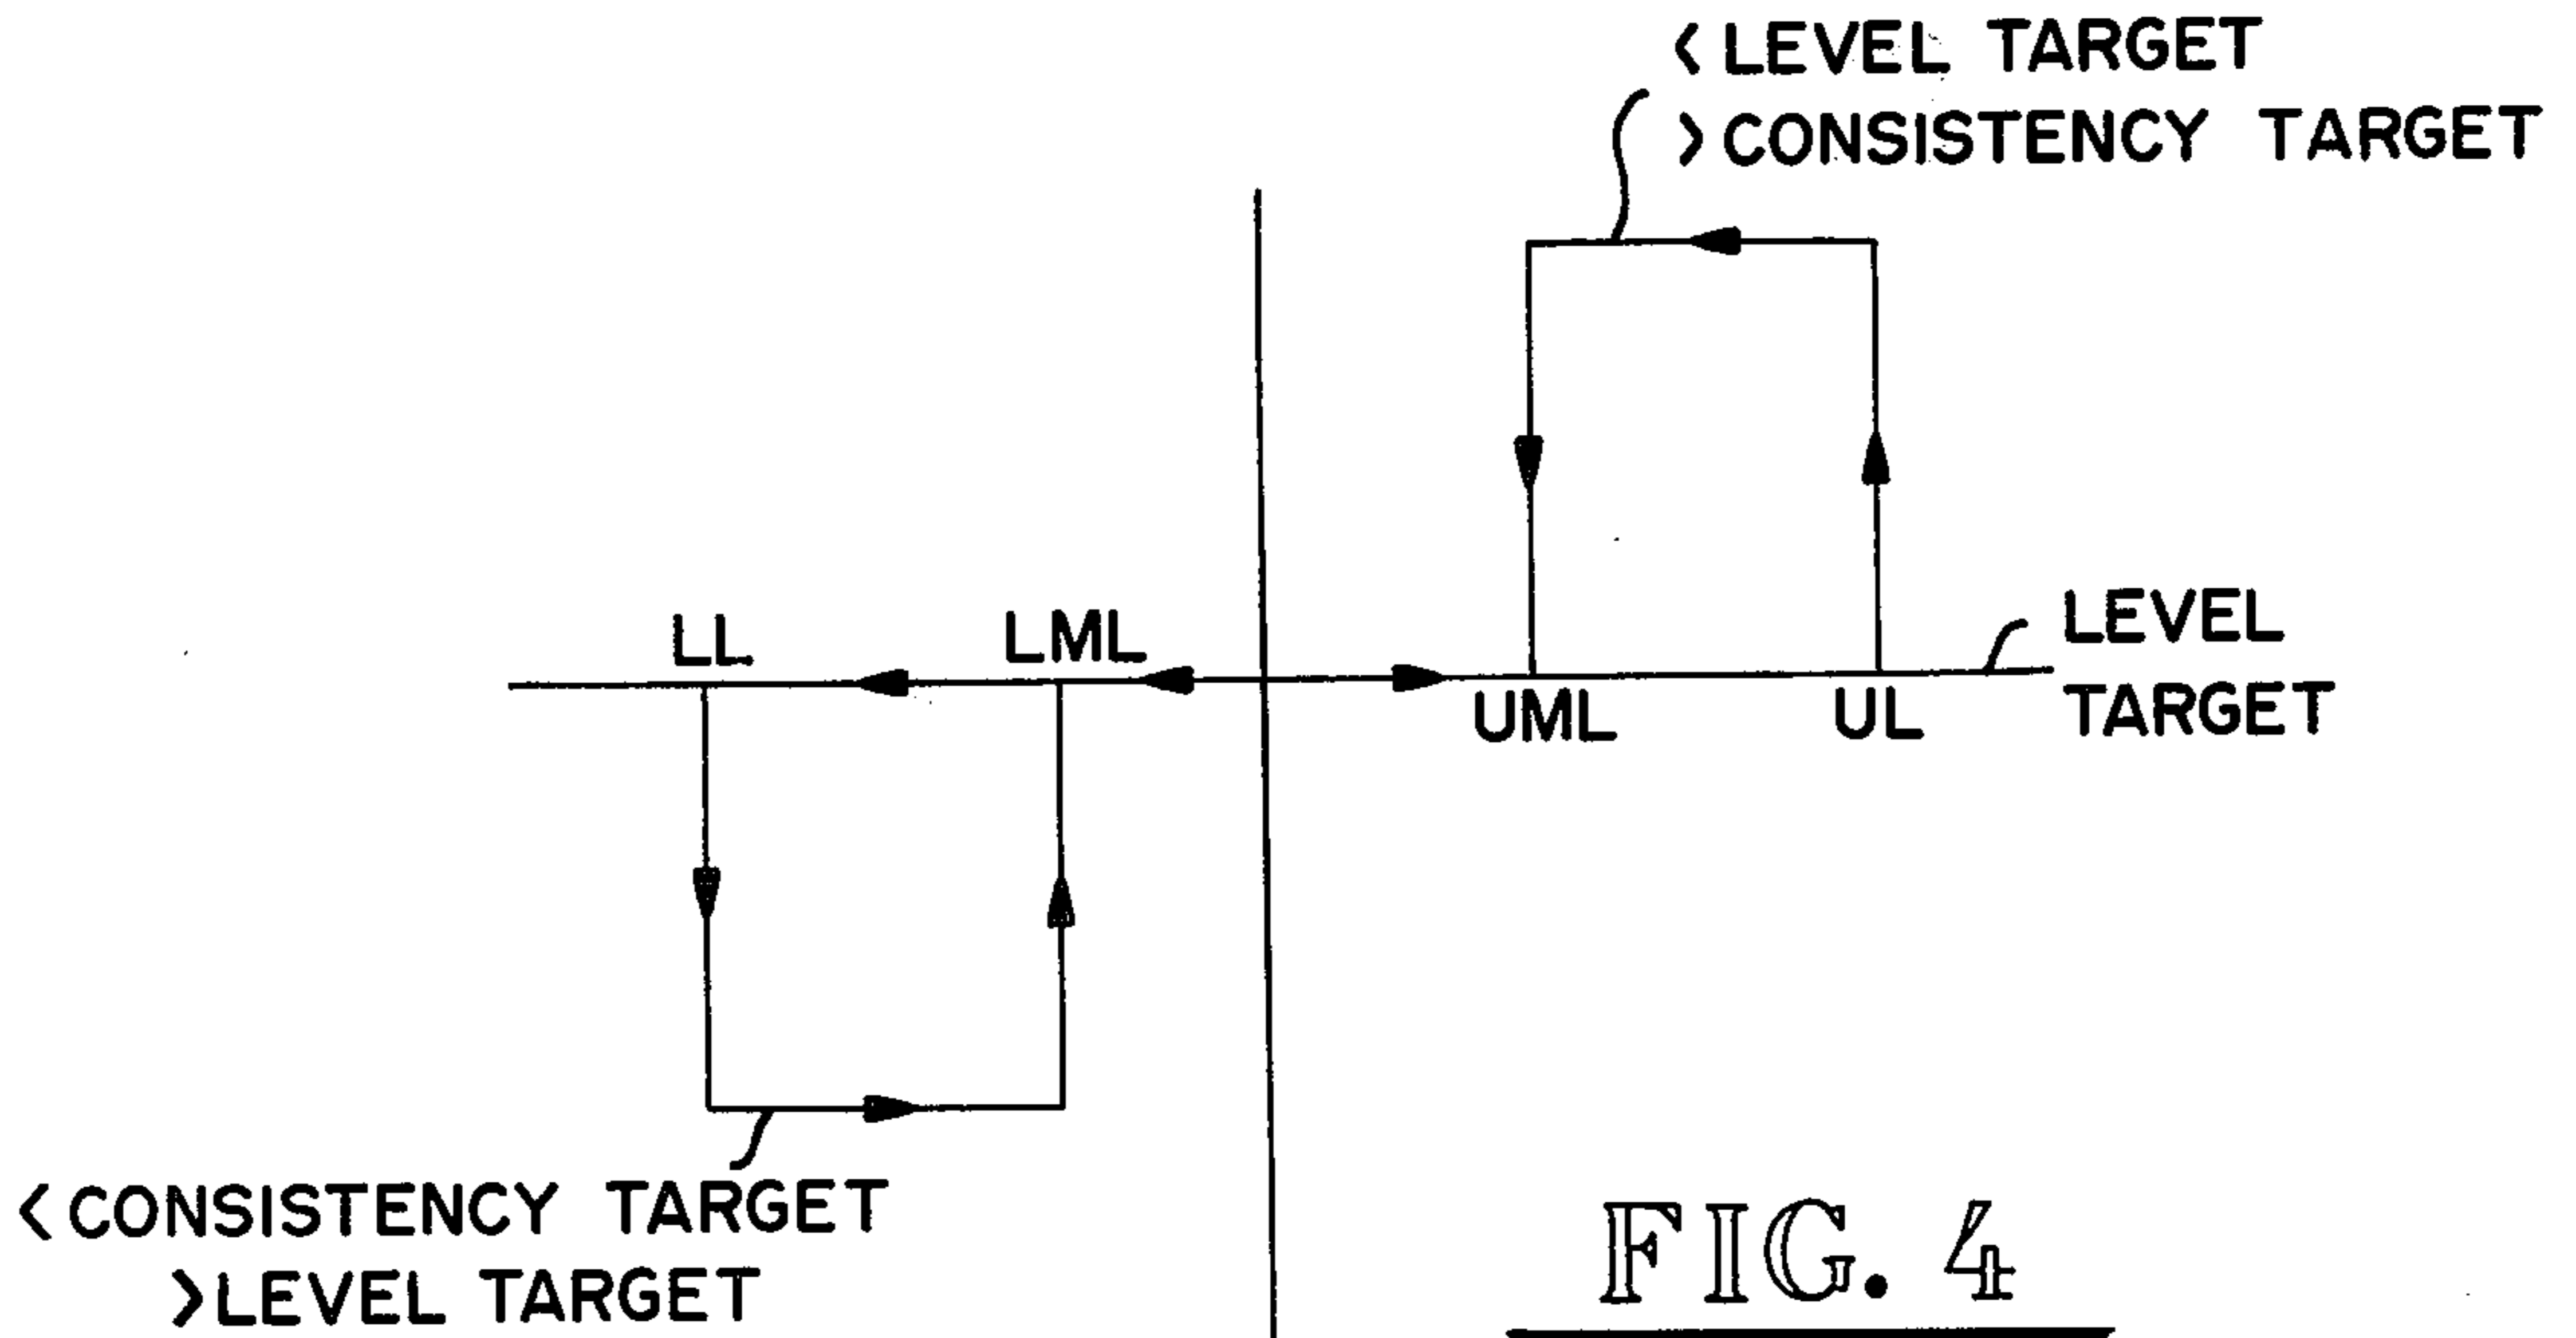 < LEVEL TARGET
> CONSISTENCY TARGET
LL
LML
UML
UL
LEVEL
TARGET
< CONSISTENCY TARGET
> LEVEL TARGET
FIG. 4